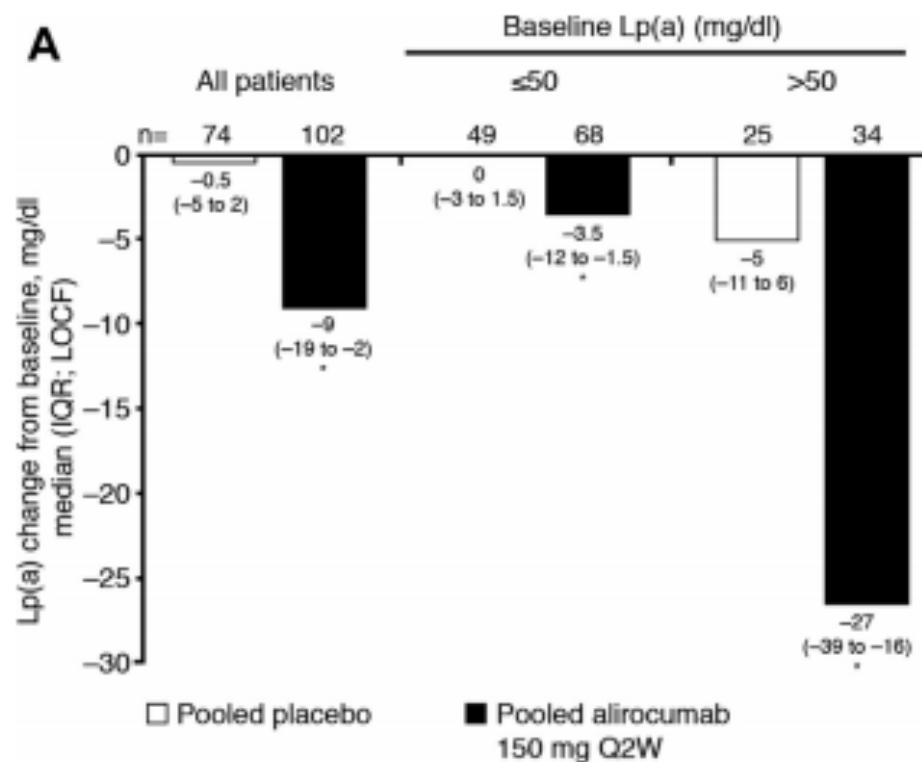 A
Baseline Lp(a) (mg/dl)
All patients ≤50 >50
n= 74 102 49 68 25 34
Lp(a) change from baseline, mg/dl
median (IQR; LOCF)
0
−5
−10
−15
−20
−25
−30
−0.5
(−5 to 2)
−9
(−19 to −2)
*
0
(−3 to 1.5)
−3.5
(−12 to −1.5)
*
−5
(−11 to 6)
−27
(−39 to −16)
*
Pooled placebo
Pooled alirocumab
150 mg Q2W